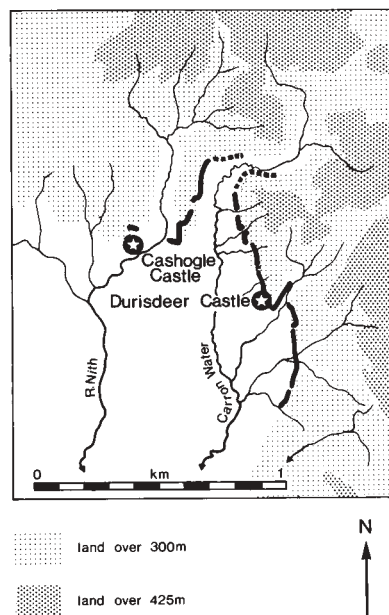 Cashogle
Castle
Durisdeer Castle
R.Nith
Carron Water
0 km 1
land over 300m
land over 425m
N